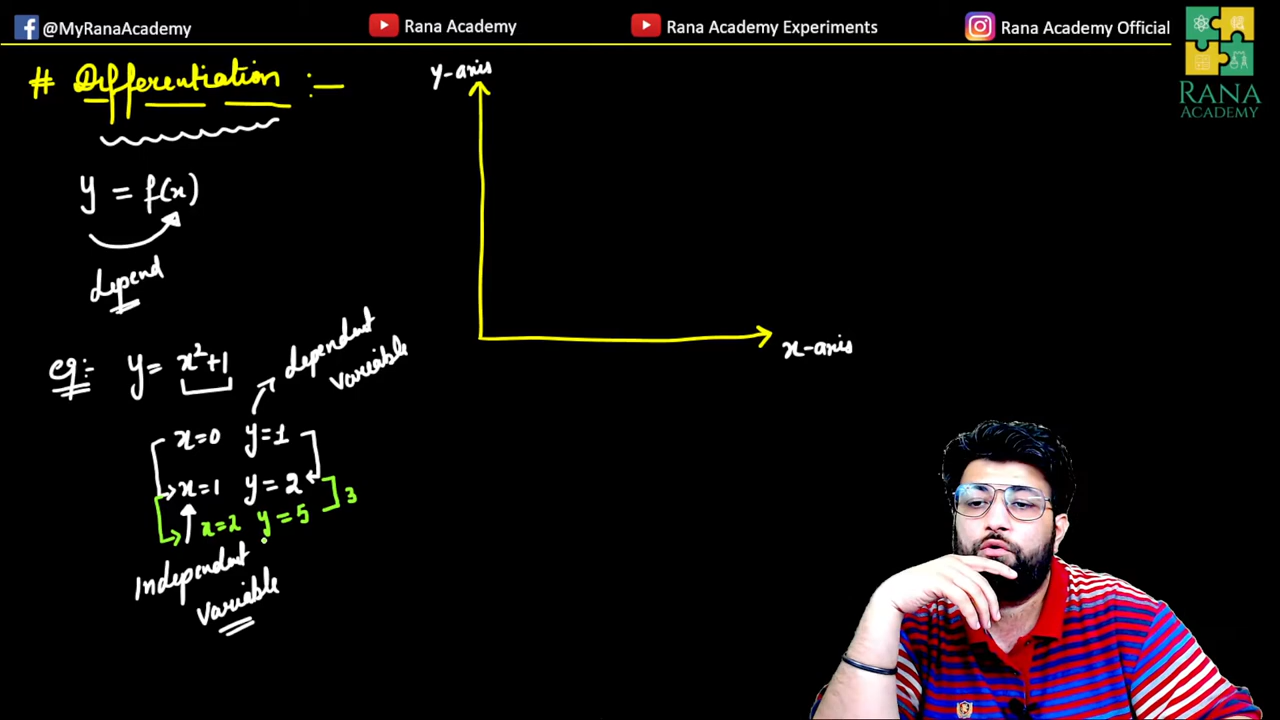 @MyRanaAcademy
Rana Academy
Rana Academy Experiments
Rana Academy Official
RANA
ACADEMY
# Differentiation :-
y = f(x)
depend
eg:- y = x²+1
dependent
variable
x=0 y=1
x=1 y=2
x=2 y=5
3
Independent
variable
y-axis
x-axis